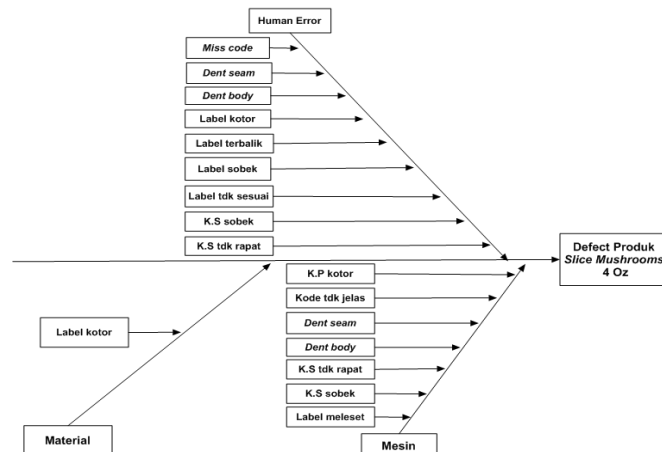 Human Error
Miss code
Dent seam
Dent body
Label kotor
Label terbalik
Label sobek
Label tdk sesuai
K.S sobek
K.S tdk rapat
Defect Produk
Slice Mushrooms
4 Oz
K.P kotor
Kode tdk jelas
Dent seam
Dent body
K.S tdk rapat
K.S sobek
Label meleset
Label kotor
Material
Mesin